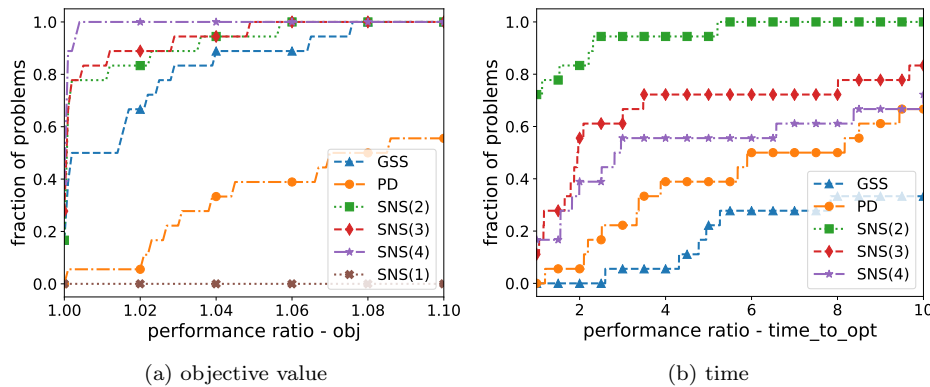 fraction of problems
1.0
0.8
0.6
0.4
0.2
0.0
1.00 1.02 1.04 1.06 1.08 1.10
performance ratio - obj
GSS
PD
SNS(2)
SNS(3)
SNS(4)
SNS(1)
(a) objective value
fraction of problems
1.0
0.8
0.6
0.4
0.2
0.0
2 4 6 8 10
performance ratio - time_to_opt
GSS
PD
SNS(2)
SNS(3)
SNS(4)
(b) time